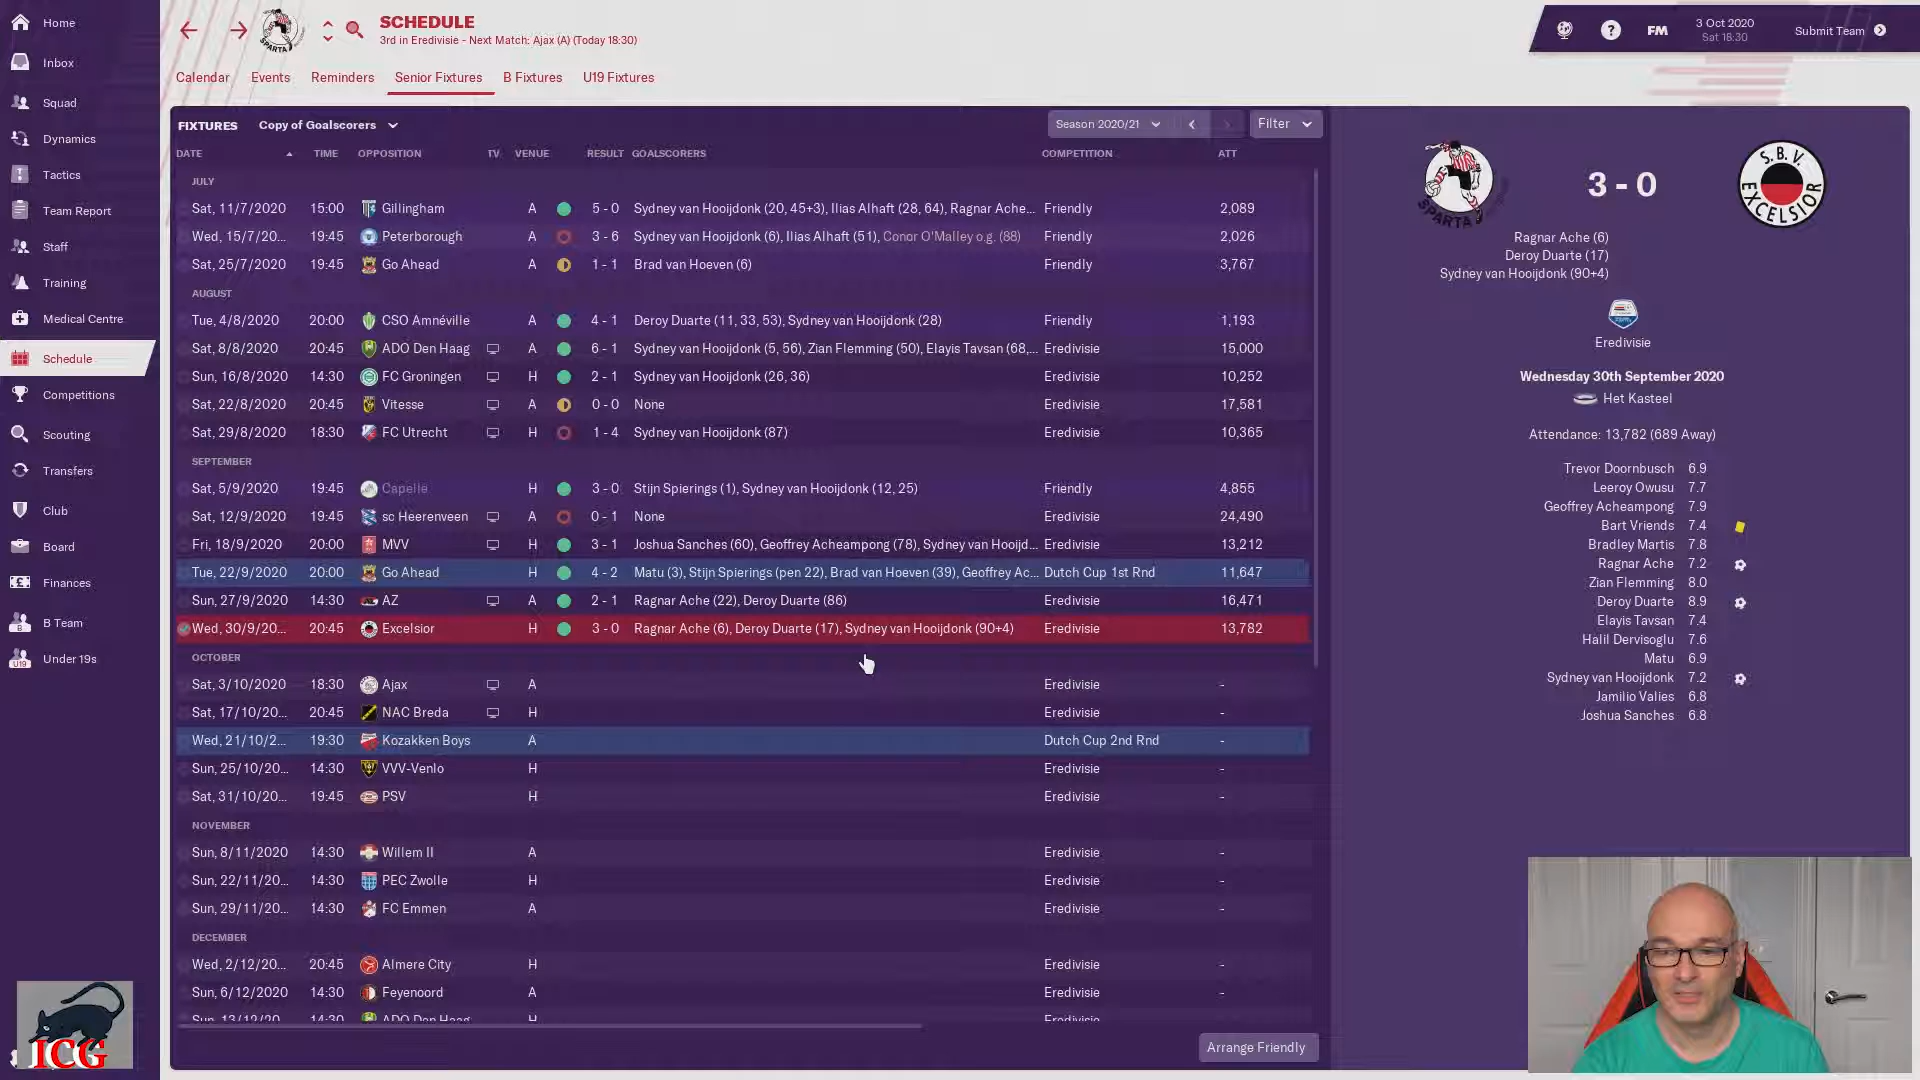 Home
Inbox
Squad
Dynamics
Tactics
Team Report
Staff
Training
Medical Centre
Schedule
Competitions
Scouting
Transfers
Club
Board
Finances
B Team
Under 19s
ICG
SCHEDULE
3rd in Eredivisie - Next Match: Ajax (A) (Today 18:30)
FM
3 Oct 2020
Sat 18:30
Submit Team
Calendar Events Reminders Senior Fixtures B Fixtures U19 Fixtures
FIXTURES Copy of Goalscorers Season 2020/21 Filter
DATE TIME OPPOSITION TV VENUE RESULT GOALSCORERS COMPETITION ATT
JULY
Sat, 11/7/2020 15:00 Gillingham A 5 - 0 Sydney van Hooijdonk (20, 45+3), Ilias Alhaft (28, 64), Ragnar Ache... Friendly 2,089
Wed, 15/7/20... 19:45 Peterborough A 3 - 6 Sydney van Hooijdonk (6), Ilias Alhaft (51), Conor O'Malley o.g. (88) Friendly 2,026
Sat, 25/7/2020 19:45 Go Ahead A 1 - 1 Brad van Hoeven (6) Friendly 3,767
AUGUST
Tue, 4/8/2020 20:00 CSO Amnéville A 4 - 1 Deroy Duarte (11, 33, 53), Sydney van Hooijdonk (28) Friendly 1,193
Sat, 8/8/2020 20:45 ADO Den Haag A 6 - 1 Sydney van Hooijdonk (5, 56), Zian Flemming (50), Elayis Tavsan (68,... Eredivisie 15,000
Sun, 16/8/2020 14:30 FC Groningen H 2 - 1 Sydney van Hooijdonk (26, 36) Eredivisie 10,252
Sat, 22/8/2020 20:45 Vitesse A 0 - 0 None Eredivisie 17,581
Sat, 29/8/2020 18:30 FC Utrecht H 1 - 4 Sydney van Hooijdonk (87) Eredivisie 10,365
SEPTEMBER
Sat, 5/9/2020 19:45 Capelle H 3 - 0 Stijn Spierings (1), Sydney van Hooijdonk (12, 25) Friendly 4,855
Sat, 12/9/2020 19:45 sc Heerenveen A 0 - 1 None Eredivisie 24,490
Fri, 18/9/2020 20:00 MVV H 3 - 1 Joshua Sanches (60), Geoffrey Acheampong (78), Sydney van Hooijd... Eredivisie 13,212
Tue, 22/9/2020 20:00 Go Ahead H 4 - 2 Matu (3), Stijn Spierings (pen 22), Brad van Hoeven (39), Geoffrey Ac... Dutch Cup 1st Rnd 11,647
Sun, 27/9/2020 14:30 AZ A 2 - 1 Ragnar Ache (22), Deroy Duarte (86) Eredivisie 16,471
Wed, 30/9/20... 20:45 Excelsior H 3 - 0 Ragnar Ache (6), Deroy Duarte (17), Sydney van Hooijdonk (90+4) Eredivisie 13,782
OCTOBER
Sat, 3/10/2020 18:30 Ajax A Eredivisie -
Sat, 17/10/20... 20:45 NAC Breda H Eredivisie -
Wed, 21/10/2... 19:30 Kozakken Boys A Dutch Cup 2nd Rnd -
Sun, 25/10/20... 14:30 VVV-Venlo H Eredivisie -
Sat, 31/10/20... 19:45 PSV H Eredivisie -
NOVEMBER
Sun, 8/11/2020 14:30 Willem II A Eredivisie -
Sun, 22/11/20... 14:30 PEC Zwolle H Eredivisie -
Sun, 29/11/20... 14:30 FC Emmen A Eredivisie -
DECEMBER
Wed, 2/12/20... 20:45 Almere City H Eredivisie -
Sun, 6/12/2020 14:30 Feyenoord A Eredivisie -
Sun, 13/12/20... 14:30 ADO Den Haag H Eredivisie
Arrange Friendly
SPARTA
3 - 0
S.B.V. EXCELSIOR
Ragnar Ache (6)
Deroy Duarte (17)
Sydney van Hooijdonk (90+4)
Eredivisie
Wednesday 30th September 2020
Het Kasteel
Attendance: 13,782 (689 Away)
Trevor Doornbusch 6.9
Leeroy Owusu 7.7
Geoffrey Acheampong 7.9
Bart Vriends 7.4
Bradley Martis 7.8
Ragnar Ache 7.2
Zian Flemming 8.0
Deroy Duarte 8.9
Elayis Tavsan 7.4
Halil Dervisoglu 7.6
Matu 6.9
Sydney van Hooijdonk 7.2
Jamilio Valies 6.8
Joshua Sanches 6.8